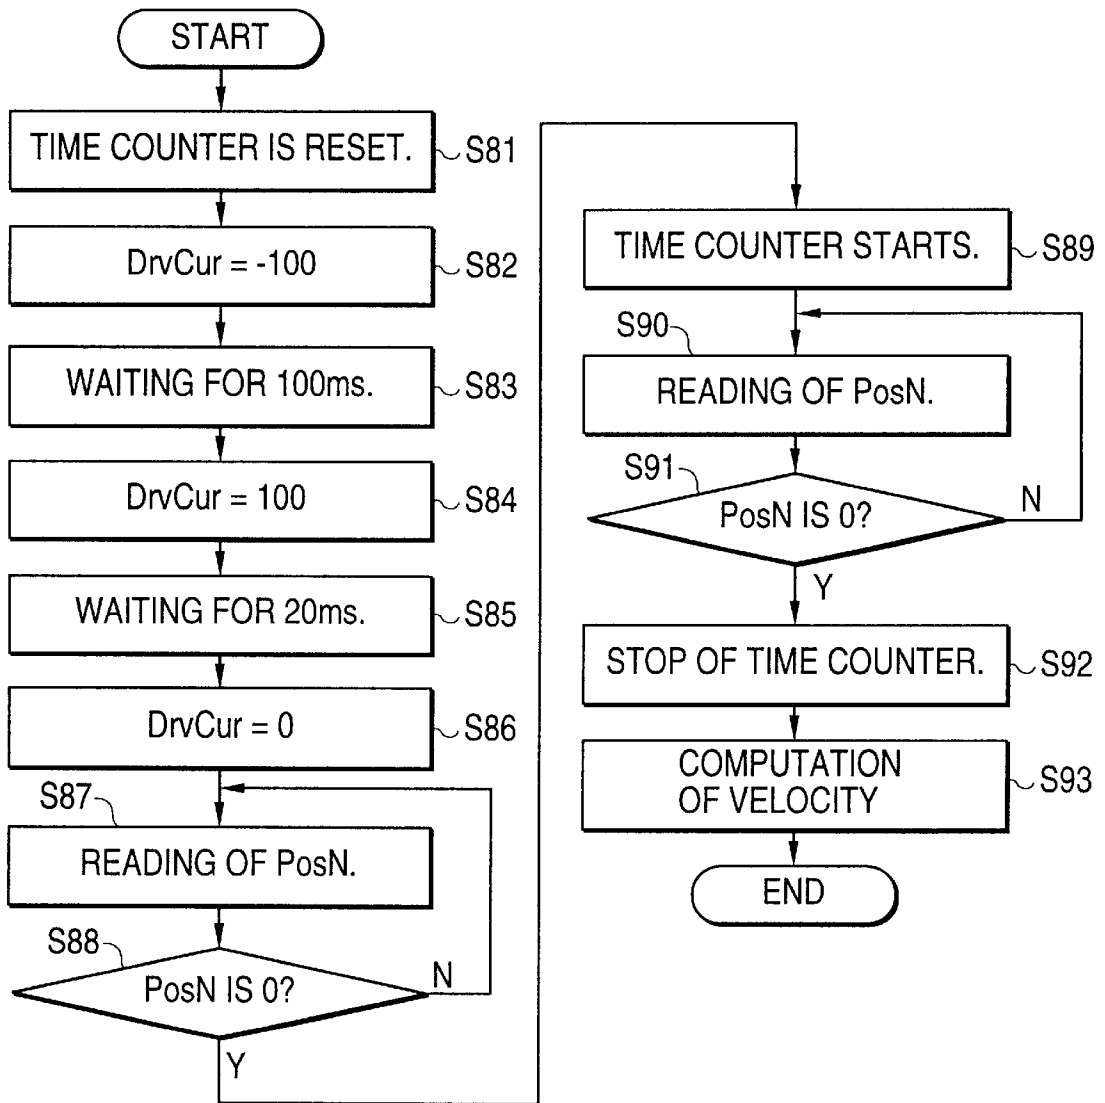 START
TIME COUNTER IS RESET.
S81
DrvCur = -100
S82
WAITING FOR 100ms.
S83
DrvCur = 100
S84
WAITING FOR 20ms.
S85
DrvCur = 0
S86
S87
READING OF PosN.
S88
PosN IS 0?
N
Y
TIME COUNTER STARTS.
S89
S90
READING OF PosN.
S91
PosN IS 0?
N
Y
STOP OF TIME COUNTER.
S92
COMPUTATION
OF VELOCITY
S93
END